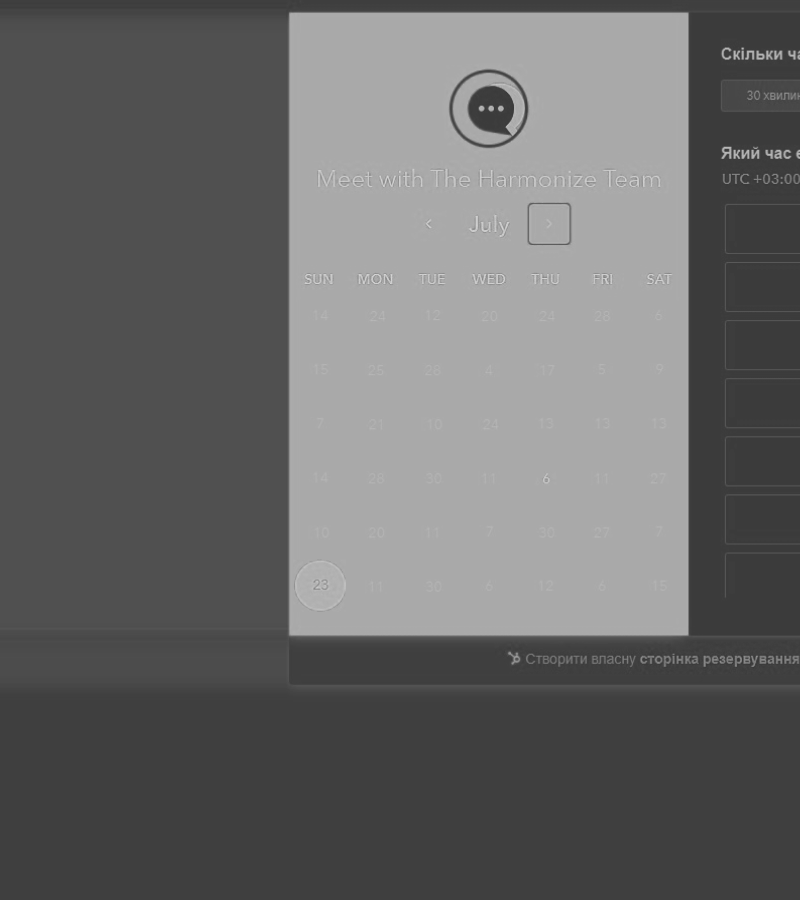 Meet with The Harmonize Team
July
SUN MON TUE WED THU FRI SAT
14 24 12 20 24 28 6
15 26 28 4 17 5 9
7 21 10 24 13 13 13
14 28 30 11 6 11 27
10 20 11 7 30 27 7
23 11 30 6 12 6 15
Скільки ча
30 хвилин
Який час є
UTC +03:00
Створити власну сторінка резервування